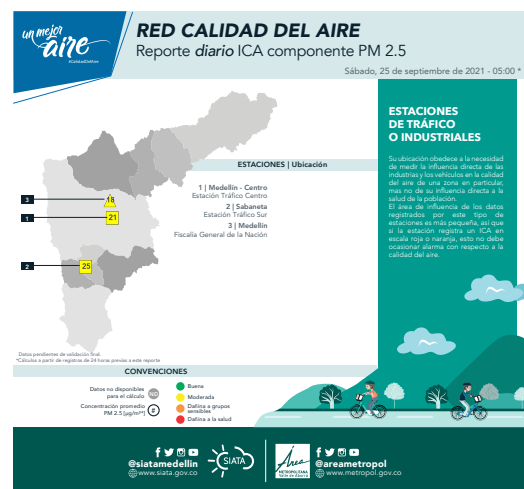 un mejor
aire
#CalidadDelAire
RED CALIDAD DEL AIRE
Reporte diario ICA componente PM 2.5
Sábado, 25 de septiembre de 2021 - 05:00 *
ESTACIONES | Ubicación
1 | Medellín - Centro
Estación Tráfico Centro
2 | Sabaneta
Estación Tráfico Sur
3 | Medellín
Fiscalía General de la Nación
3
18
1
21
2
25
Datos pendientes de validación final.
*Cálculos a partir de registros de 24 horas previas a este reporte
ESTACIONES
DE TRÁFICO
O INDUSTRIALES
Su ubicación obedece a la necesidad
de medir la influencia directa de las
industrias y los vehículos en la calidad
del aire de una zona en particular,
mas no de su influencia directa a la
salud de la población.
El área de influencia de los datos
registrados por este tipo de
estaciones es más pequeña, así que
si la estación registra un ICA en
escala roja o naranja, esto no debe
ocasionar alarma con respecto a la
calidad del aire.
CONVENCIONES
Datos no disponibles
para el cálculo
ND
Concentración promedio
PM 2.5 (µg/m³*)
#
Buena
Moderada
Dañina a grupos
sensibles
Dañina a la salud
@siatamedellin
www.siata.gov.co
SIATA
Área
METROPOLITANA
Valle de Aburrá
@areametropol
www.metropol.gov.co